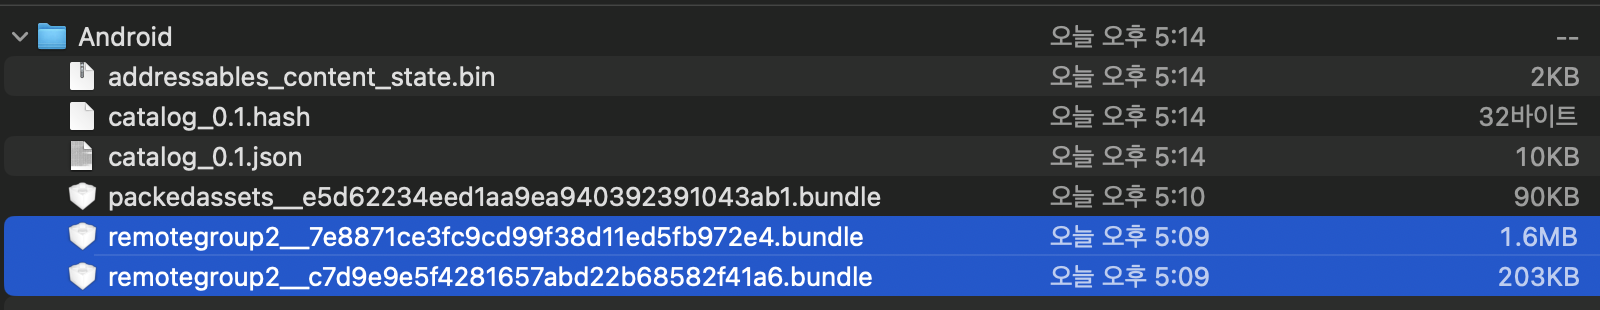 Android 오늘 오후 5:14 --
addressables_content_state.bin 오늘 오후 5:14 2KB
catalog_0.1.hash 오늘 오후 5:14 32바이트
catalog_0.1.json 오늘 오후 5:14 10KB
packedassets__e5d62234eed1aa9ea940392391043ab1.bundle 오늘 오후 5:10 90KB
remotegroup2__7e8871ce3fc9cd99f38d11ed5fb972e4.bundle 오늘 오후 5:09 1.6MB
remotegroup2__c7d9e9e5f4281657abd22b68582f41a6.bundle 오늘 오후 5:09 203KB